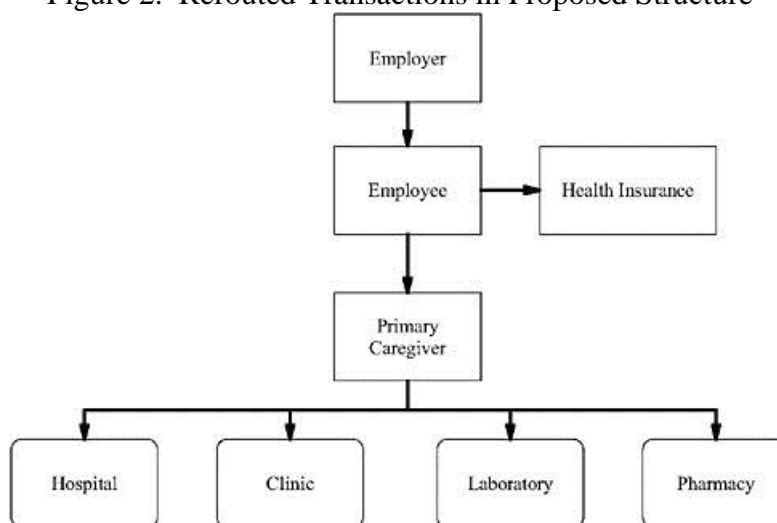 Figure 2. Rerouted Transactions in Proposed Structure
Employer
Employee
Health Insurance
Primary
Caregiver
Hospital
Clinic
Laboratory
Pharmacy